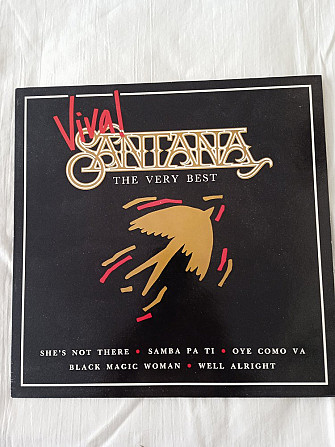 Viva!
SANTANA
THE VERY BEST
SHE'S NOT THERE • SAMBA PA TI • OYE COMO VA
BLACK MAGIC WOMAN • WELL ALRIGHT